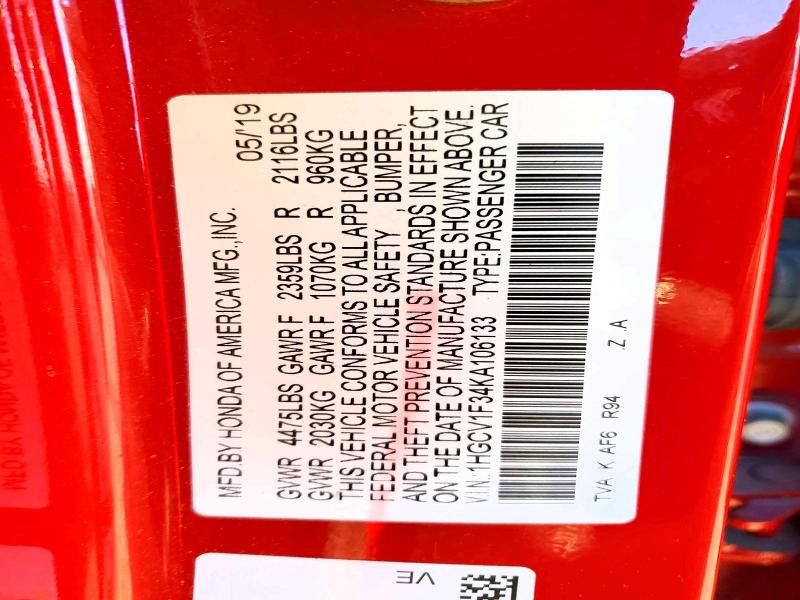 MFD.BY HONDA OF AMERICA MFG.,INC. 05/'19
GVWR 4475LBS GAWR F 2359LBS R 2116LBS
GVWR 2030KG GAWR F 1070KG R 960KG
THIS VEHICLE CONFORMS TO ALL APPLICABLE
FEDERAL MOTOR VEHICLE SAFETY , BUMPER,
AND THEFT PREVENTION STANDARDS IN EFFECT
ON THE DATE OF MANUFACTURE SHOWN ABOVE.
V.I.N.:1HGCV1F34KA106133 TYPE:PASSENGER CAR
TVA K AF6 R94 .Z .A
VE